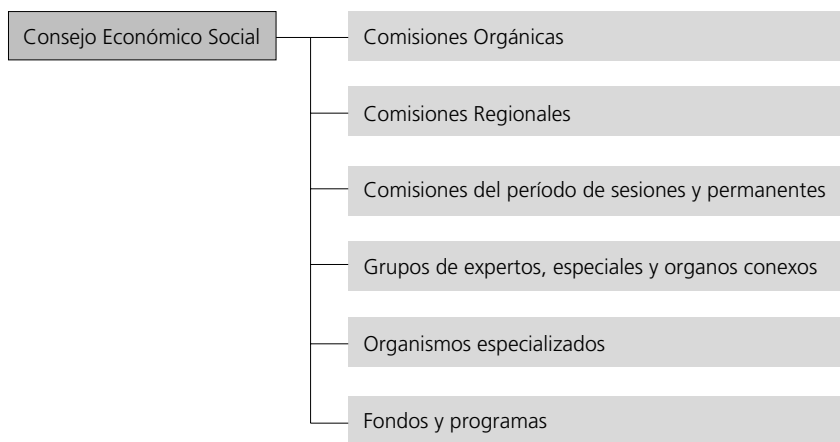 Consejo Económico Social
Comisiones Orgánicas
Comisiones Regionales
Comisiones del período de sesiones y permanentes
Grupos de expertos, especiales y organos conexos
Organismos especializados
Fondos y programas